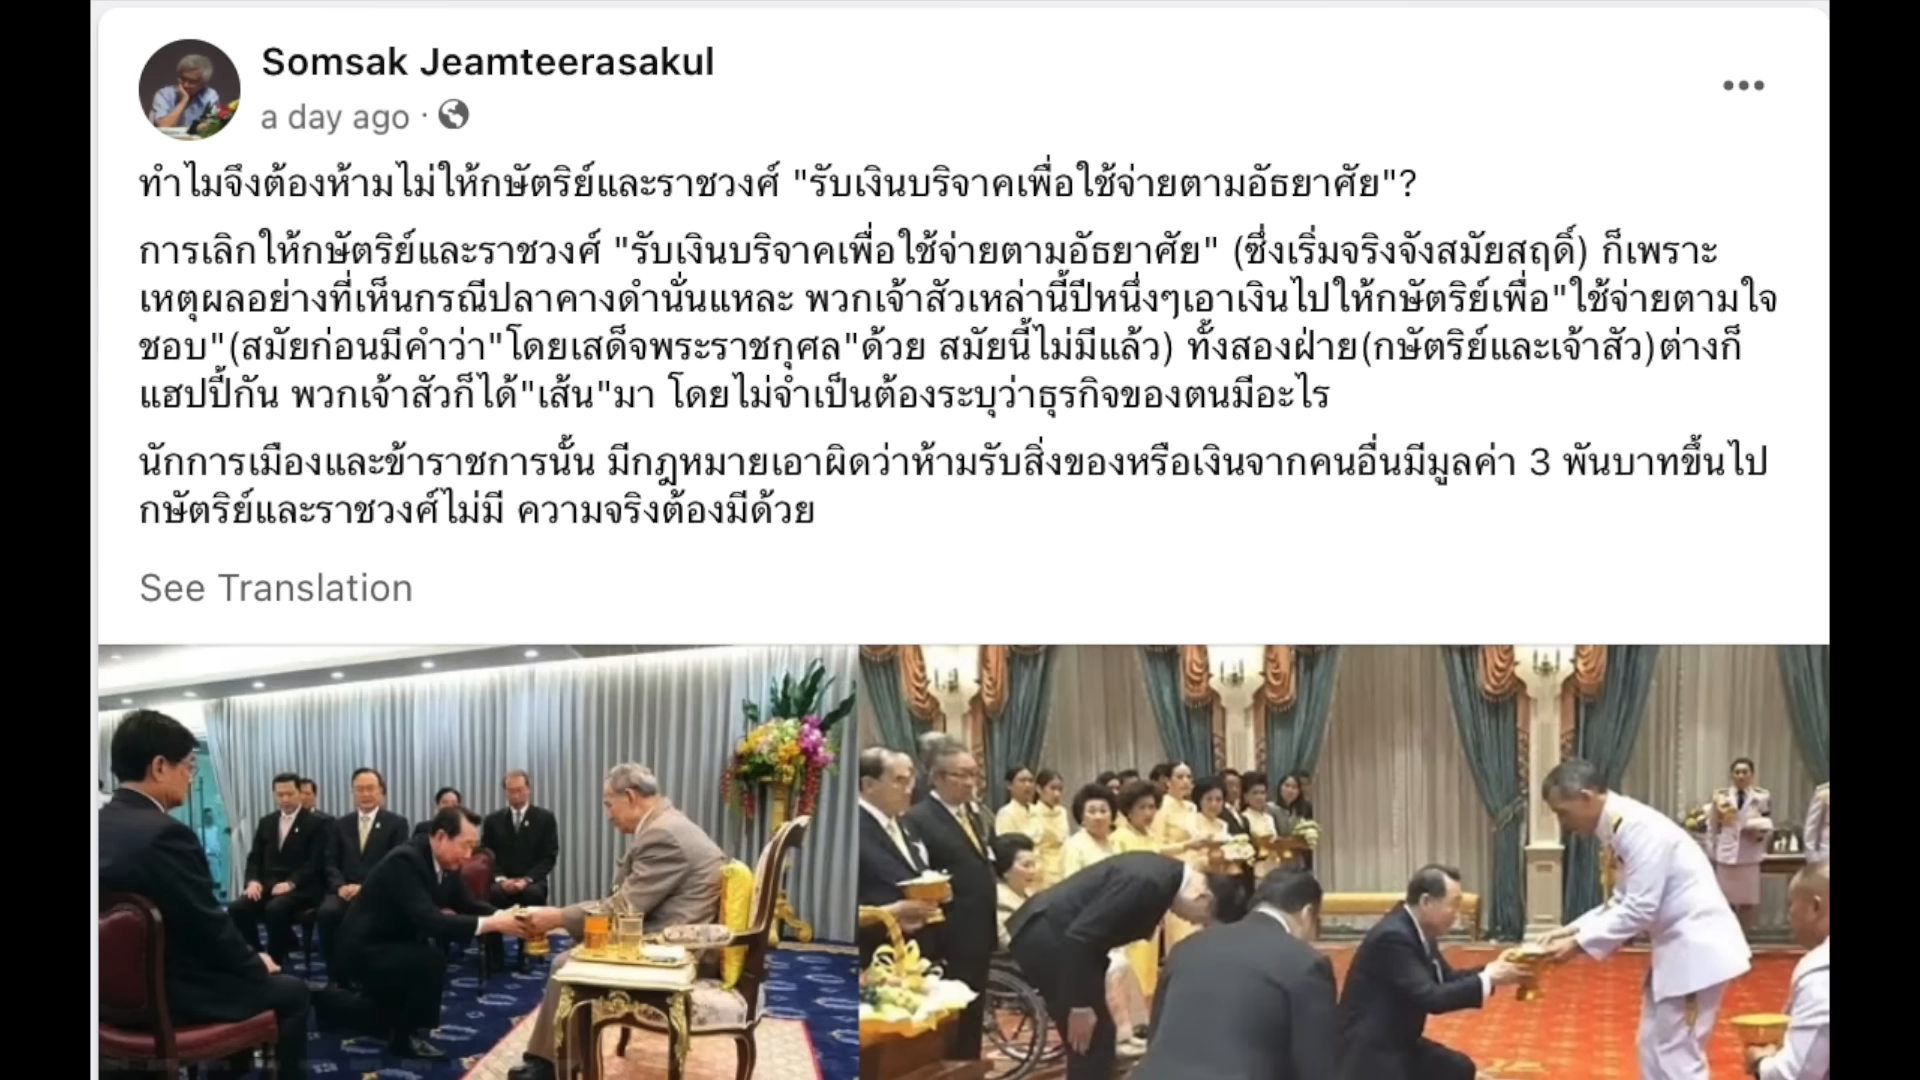 Somsak Jeamteerasakul
a day ago ·
ทำไมจึงต้องห้ามไม่ให้กษัตริย์และราชวงศ์ "รับเงินบริจาคเพื่อใช้จ่ายตามอัธยาศัย"?
การเลิกให้กษัตริย์และราชวงศ์ "รับเงินบริจาคเพื่อใช้จ่ายตามอัธยาศัย" (ซึ่งเริ่มจริงจังสมัยสฤดิ์) ก็เพราะ
เหตุผลอย่างที่เห็นกรณีปลาคางดำนั่นแหละ พวกเจ้าสัวเหล่านี้ปีหนึ่งๆเอาเงินไปให้กษัตริย์เพื่อ"ใช้จ่ายตามใจ
ชอบ"(สมัยก่อนมีคำว่า"โดยเสด็จพระราชกุศล"ด้วย สมัยนี้ไม่มีแล้ว) ทั้งสองฝ่าย(กษัตริย์และเจ้าสัว)ต่างก็
แฮปปี้กัน พวกเจ้าสัวก็ได้"เส้น"มา โดยไม่จำเป็นต้องระบุว่าธุรกิจของตนมีอะไร
นักการเมืองและข้าราชการนั้น มีกฎหมายเอาผิดว่าห้ามรับสิ่งของหรือเงินจากคนอื่นมีมูลค่า 3 พันบาทขึ้นไป
กษัตริย์และราชวงศ์ไม่มี ความจริงต้องมีด้วย
See Translation